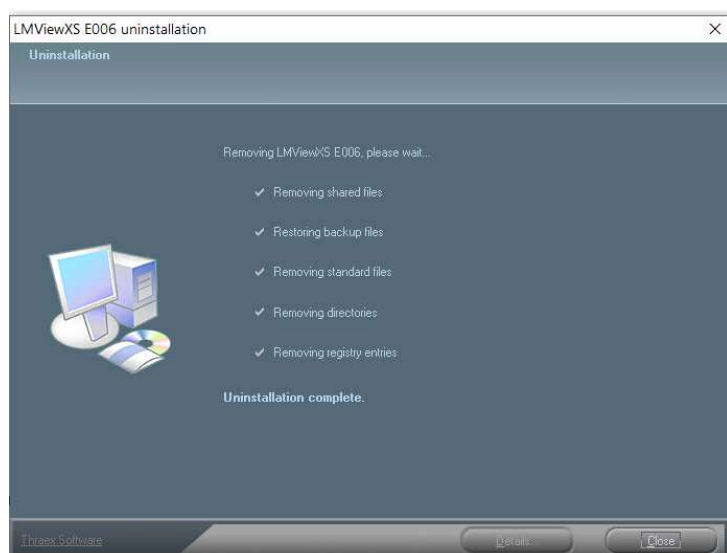 LMViewXS E006 uninstallation
Uninstallation
Removing LMViewXS E006, please wait...
Removing shared files
Restoring backup files
Removing standard files
Removing directories
Removing registry entries
Uninstallation complete.
Thraex Software
Details...
Close